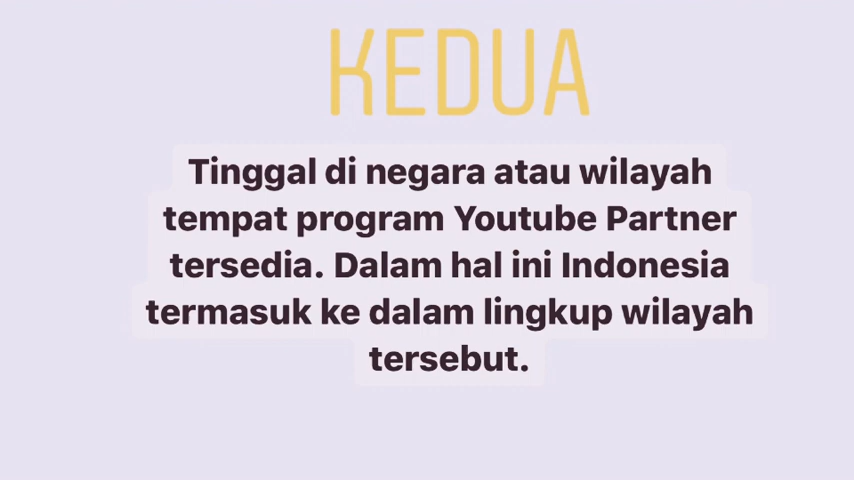 KEDUA
Tinggal di negara atau wilayah
tempat program Youtube Partner
tersedia. Dalam hal ini Indonesia
termasuk ke dalam lingkup wilayah
tersebut.